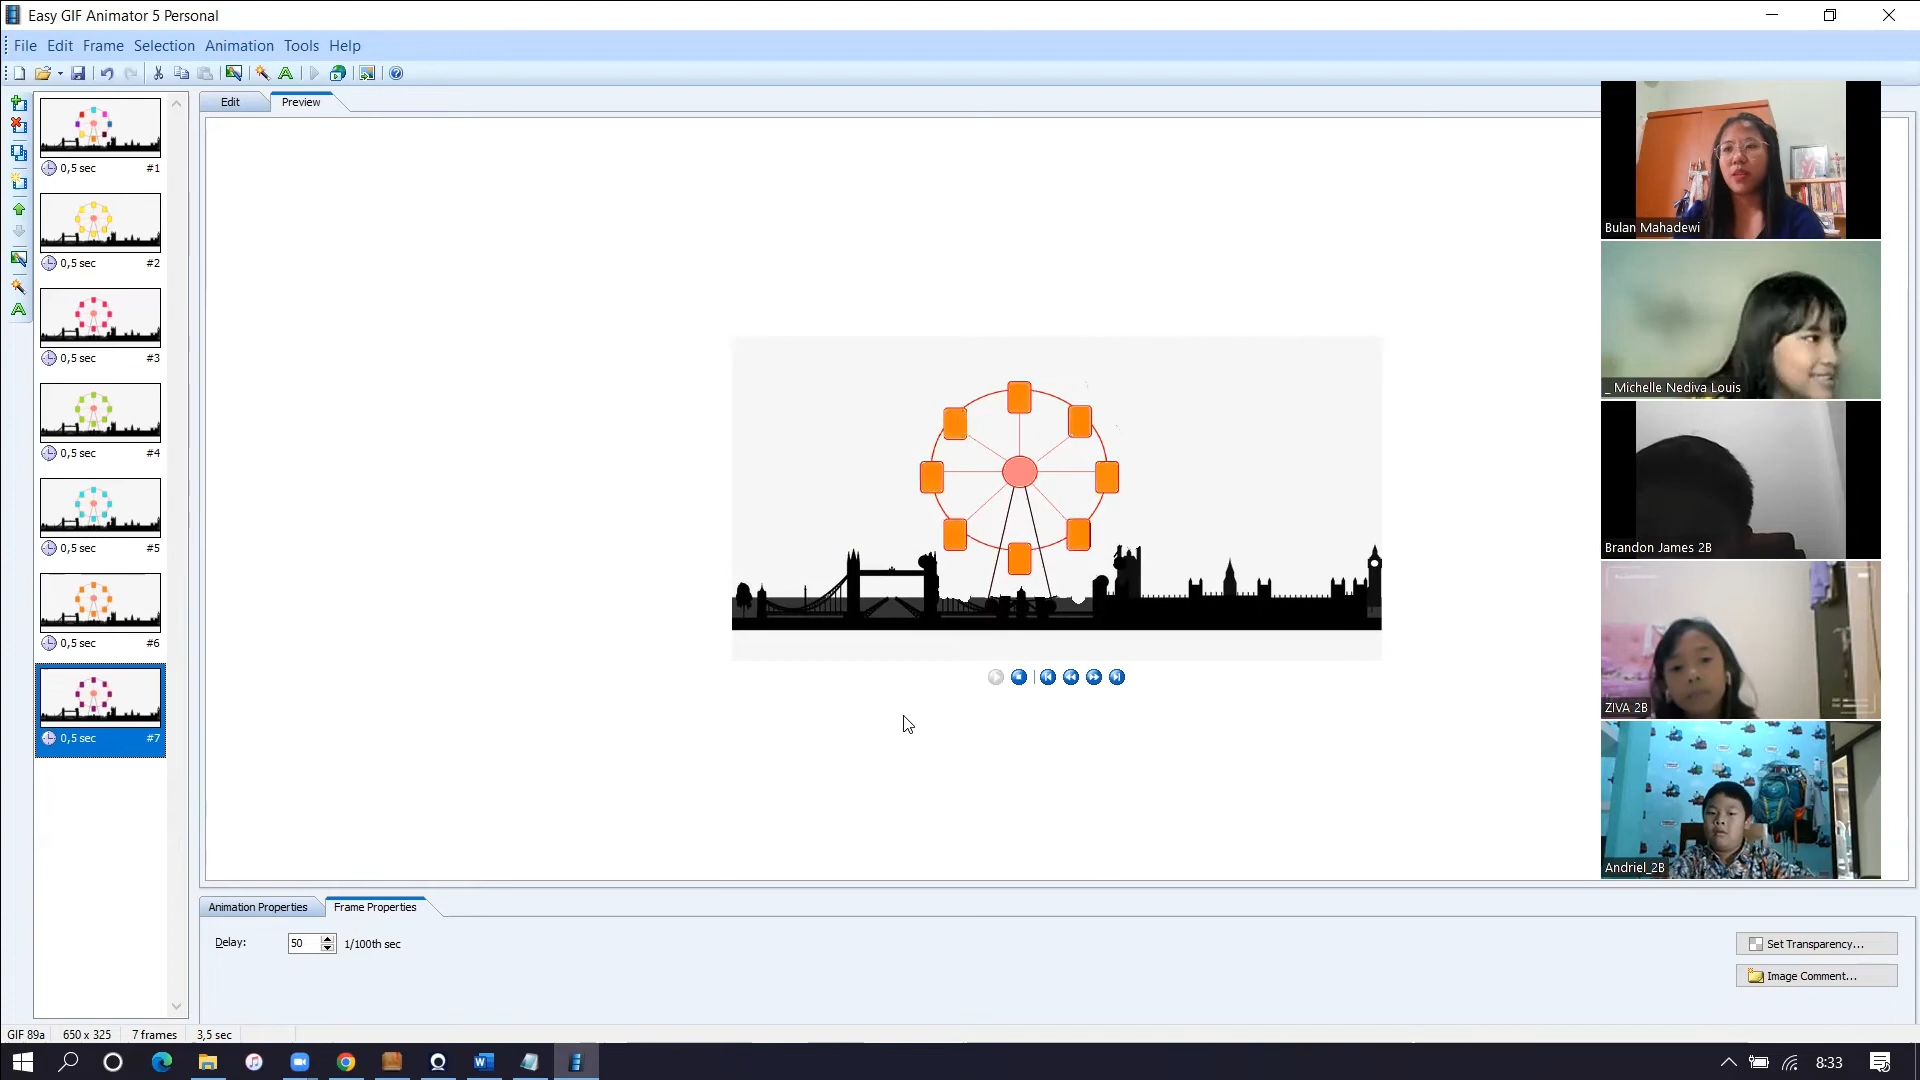 Easy GIF Animator 5 Personal
File Edit Frame Selection Animation Tools Help
Edit Preview
0,5 sec #1
0,5 sec #2
0,5 sec #3
0,5 sec #4
0,5 sec #5
0,5 sec #6
0,5 sec #7
Bulan Mahadewi
_ Michelle Nediva Louis
Brandon James 2B
ZIVA 2B
Andriel_2B
Animation Properties Frame Properties
Delay: 50 1/100th sec
Set Transparency...
Image Comment...
GIF 89a 650 x 325 7 frames 3,5 sec
8:33